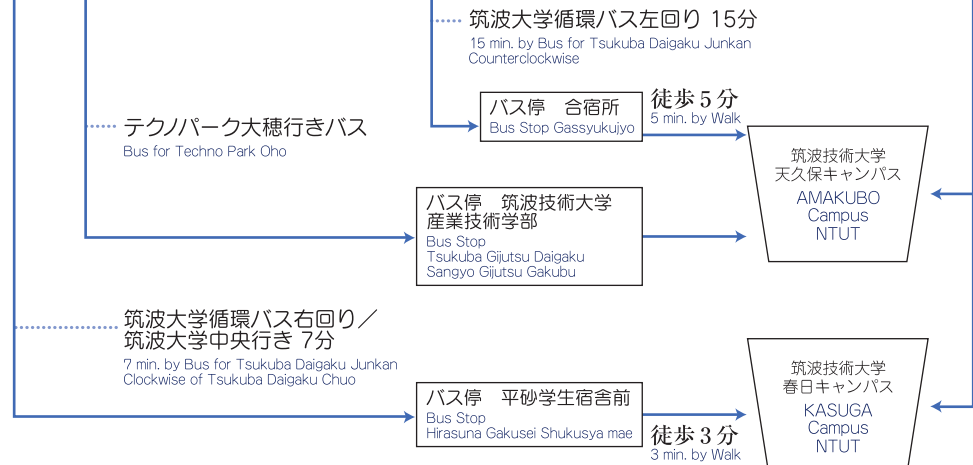 筑波大学循環バス左回り 15分
15 min. by Bus for Tsukuba Daigaku Junkan
Counterclockwise
バス停　合宿所
Bus Stop Gassyukujyo
徒歩５分
5 min. by Walk
テクノパーク大穂行きバス
Bus for Techno Park Oho
筑波技術大学
天久保キャンパス
AMAKUBO
Campus
NTUT
バス停　筑波技術大学
産業技術学部
Bus Stop
Tsukuba Gijutsu Daigaku
Sangyo Gijutsu Gakubu
筑波大学循環バス右回り／
筑波大学中央行き 7分
7 min. by Bus for Tsukuba Daigaku Junkan
Clockwise of Tsukuba Daigaku Chuo
バス停　平砂学生宿舎前
Bus Stop
Hirasuna Gakusei Shukusya mae
徒歩３分
3 min. by Walk
筑波技術大学
春日キャンパス
KASUGA
Campus
NTUT